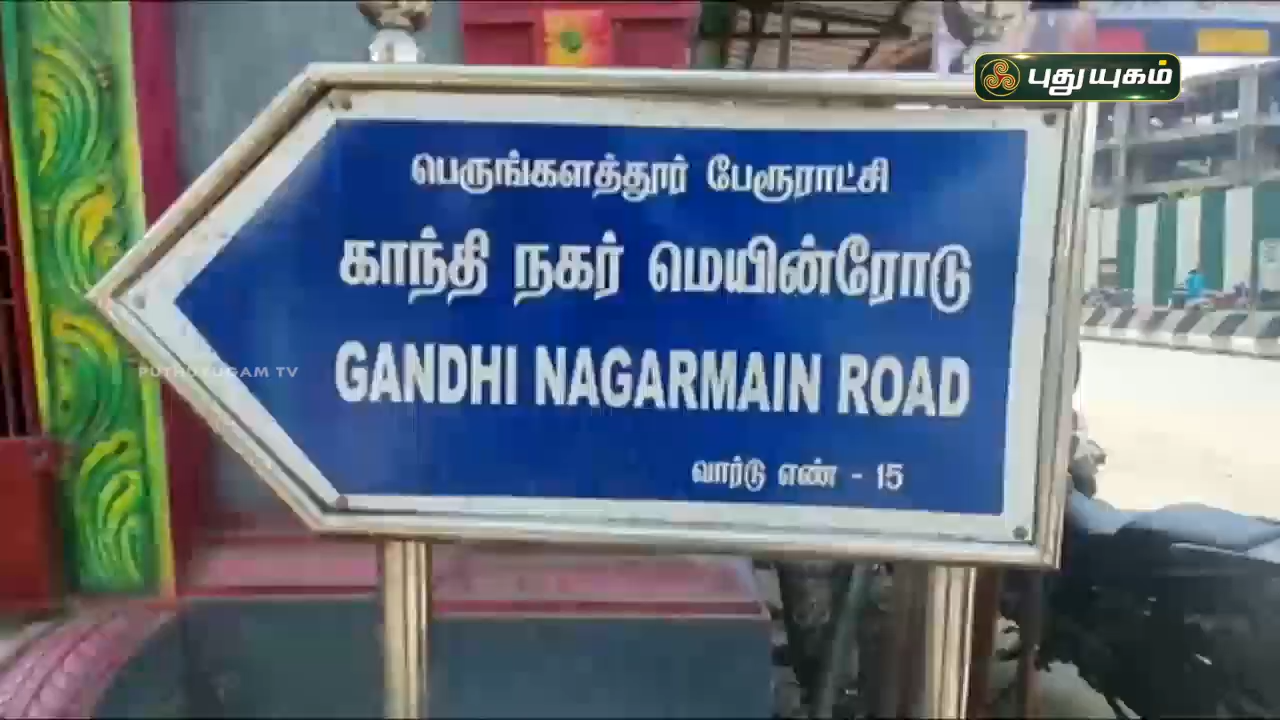 புதுயுகம்
பெருங்களத்தூர் பேரூராட்சி
காந்தி நகர் மெயின்ரோடு
GANDHI NAGARMAIN ROAD
வார்டு எண் - 15
PUTHUYUGAM TV